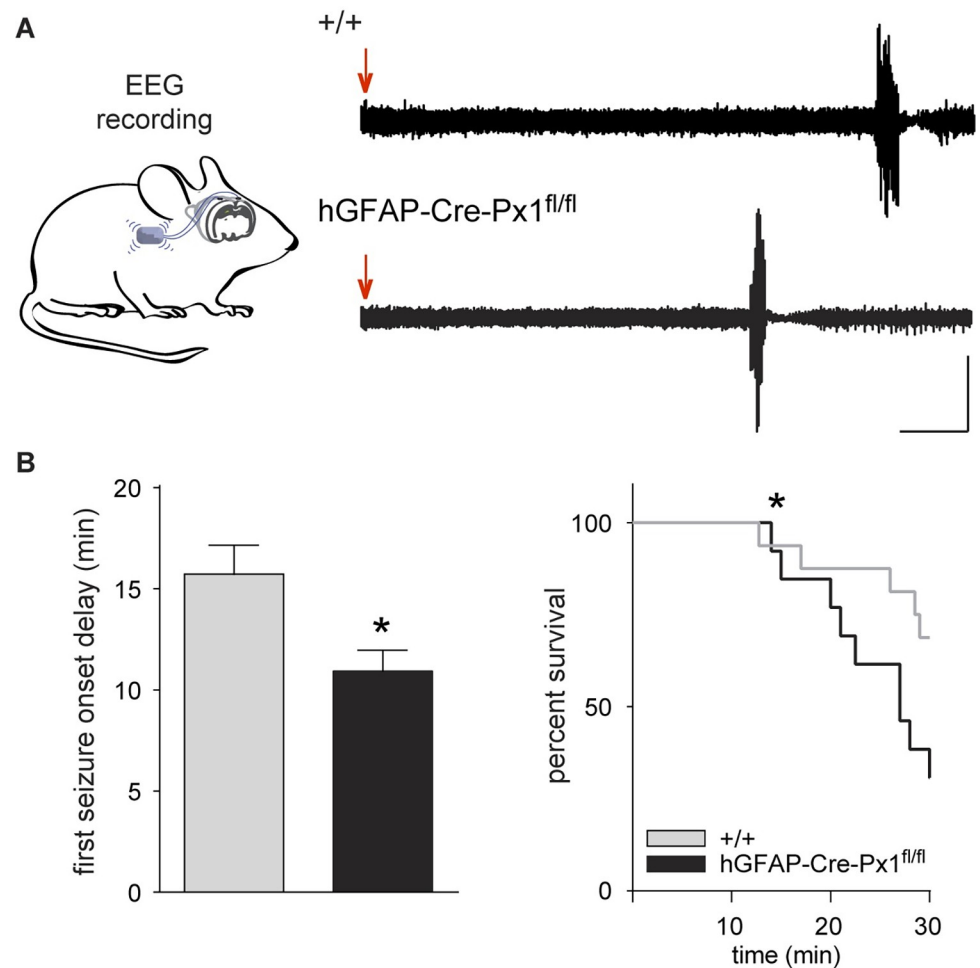 A
+/+
EEG
recording
hGFAP-Cre-Px1fl/fl
B
first seizure onset delay (min)
20
15
10
5
0
*
percent survival
100
50
0
*
+/+
hGFAP-Cre-Px1fl/fl
10 20 30
time (min)